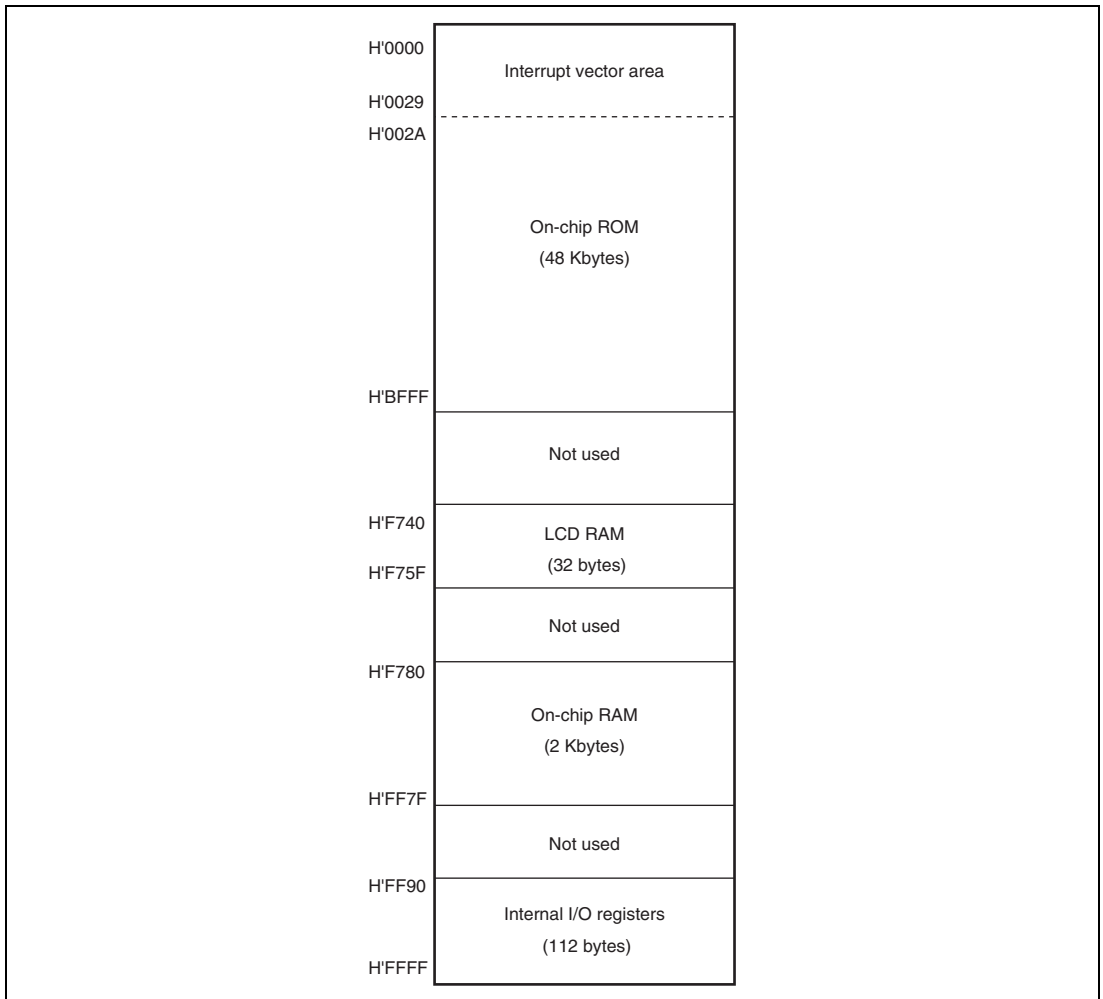 H'0000
Interrupt vector area
H'0029
H'002A
On-chip ROM
(48 Kbytes)
H'BFFF
Not used
H'F740
LCD RAM
(32 bytes)
H'F75F
Not used
H'F780
On-chip RAM
(2 Kbytes)
H'FF7F
Not used
H'FF90
Internal I/O registers
(112 bytes)
H'FFFF